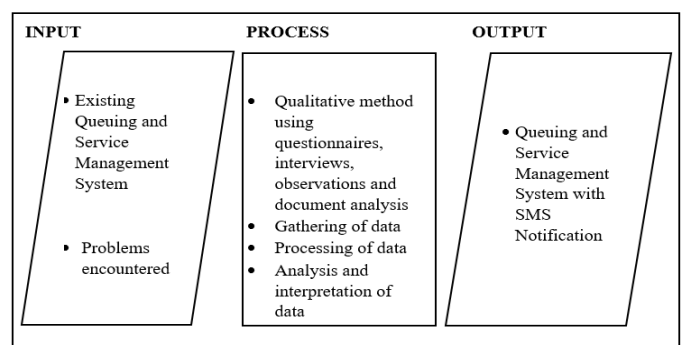 INPUT
PROCESS
OUTPUT
• Existing
Queuing and
Service
Management
System
• Problems
encountered
• Qualitative method
using
questionnaires,
interviews,
observations and
document analysis
• Gathering of data
• Processing of data
• Analysis and
interpretation of
data
• Queuing and
Service
Management
System with
SMS
Notification